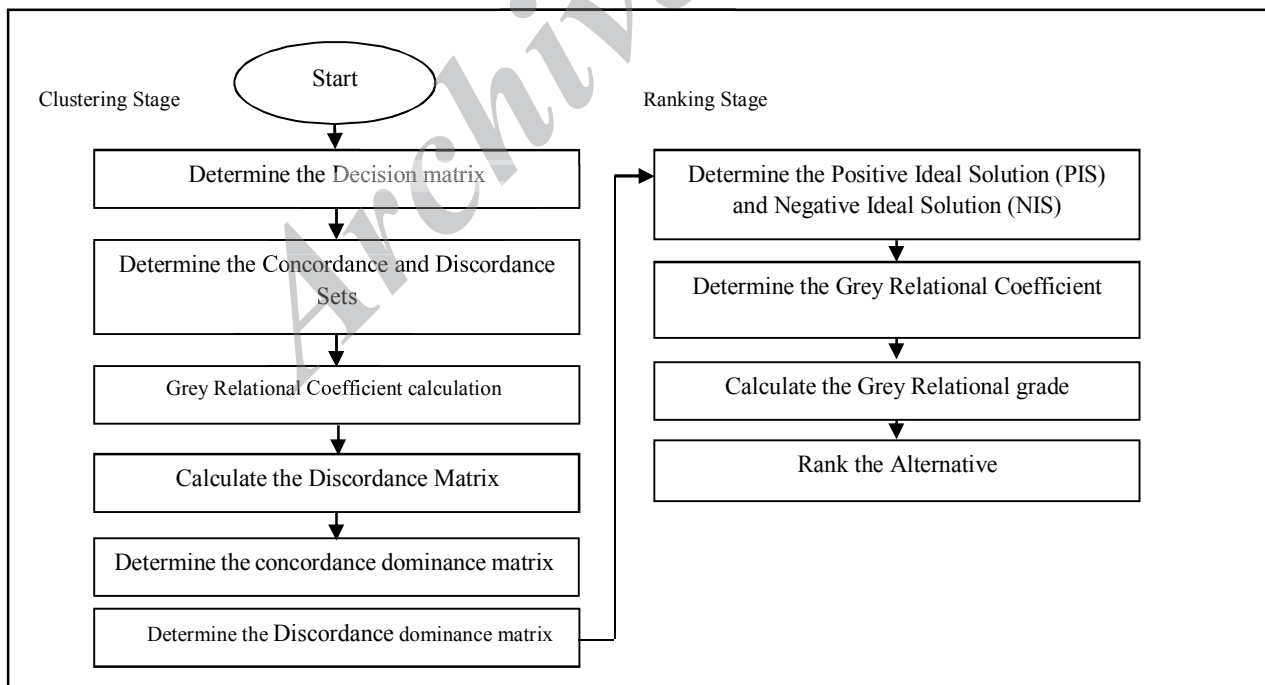 Start
Clustering Stage
Determine the Decision matrix
Determine the Concordance and Discordance
Sets
Grey Relational Coefficient calculation
Calculate the Discordance Matrix
Determine the concordance dominance matrix
Determine the Discordance dominance matrix
Ranking Stage
Determine the Positive Ideal Solution (PIS)
and Negative Ideal Solution (NIS)
Determine the Grey Relational Coefficient
Calculate the Grey Relational grade
Rank the Alternative